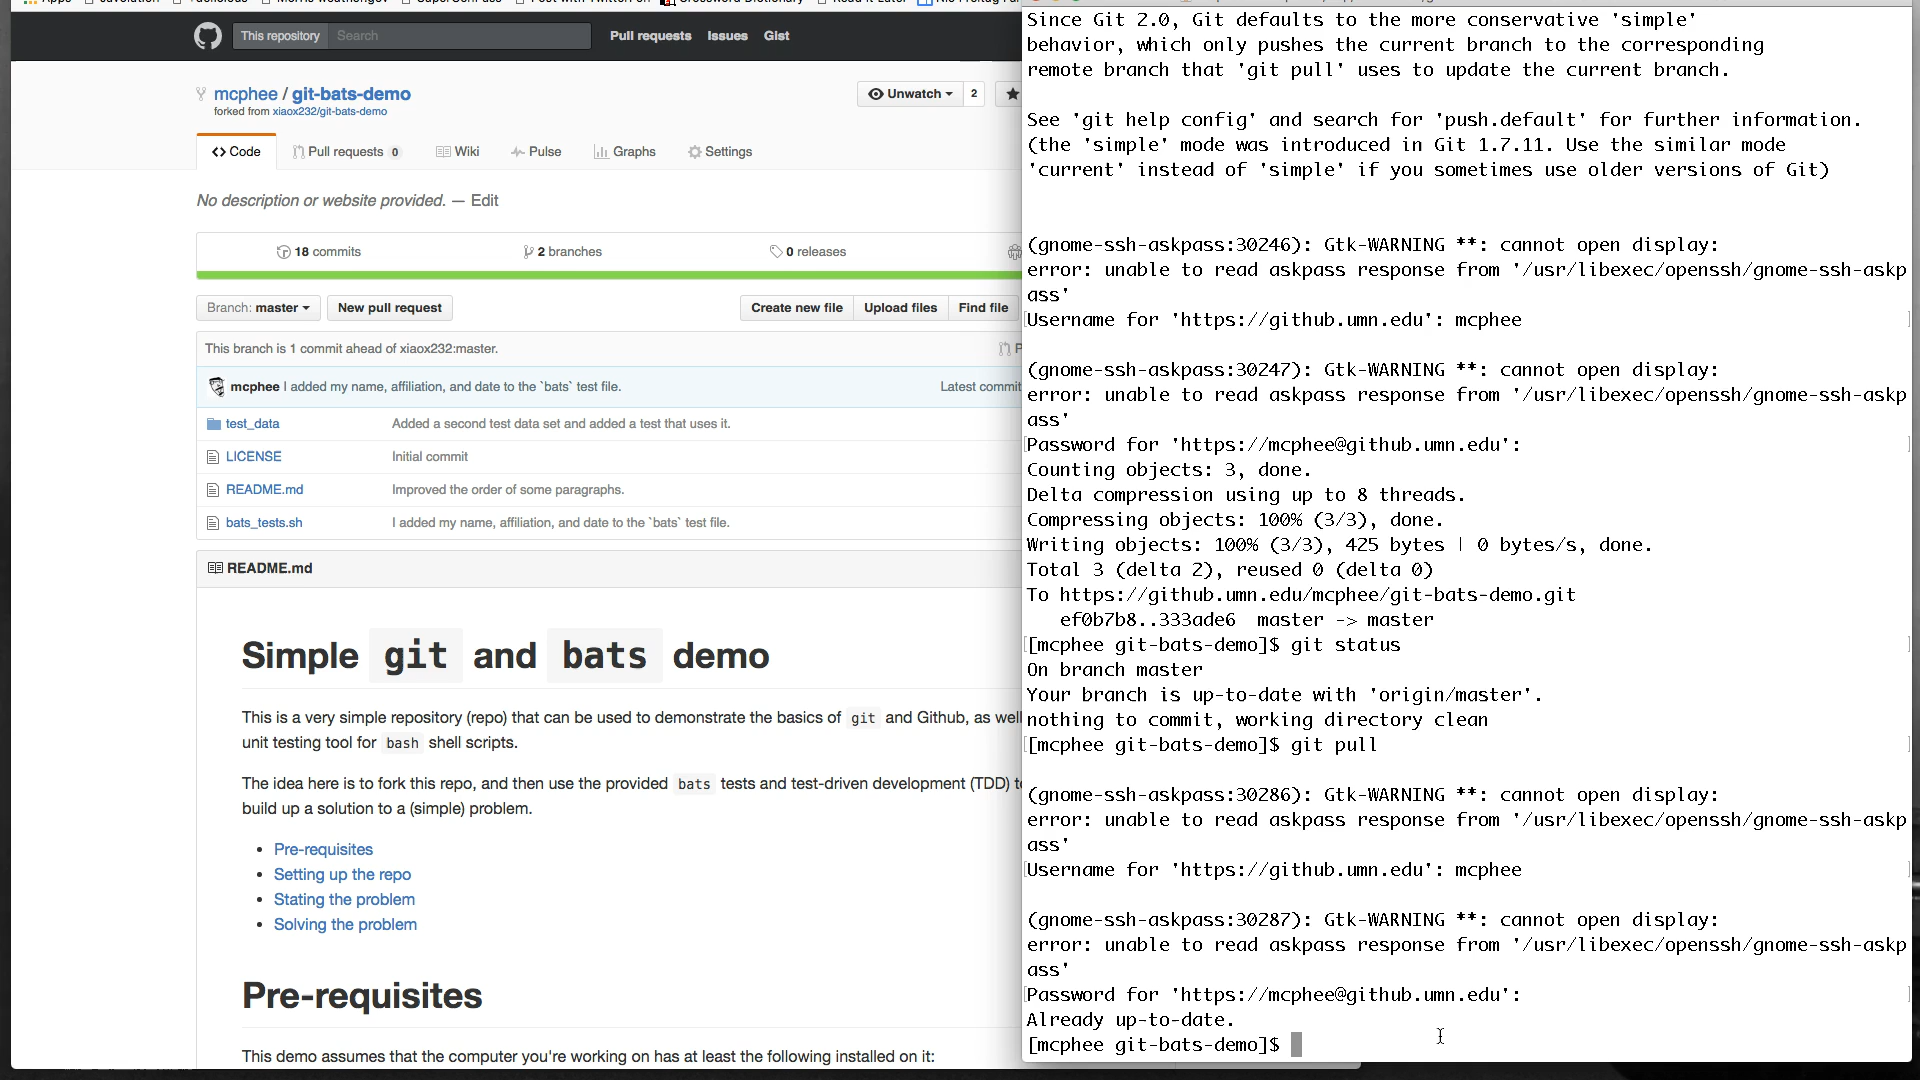 Apps
This repository
Search
Pull requests
Issues
Gist
mcphee / git-bats-demo
forked from xiaox232/git-bats-demo
Unwatch
2
Code
Pull requests 0
Wiki
Pulse
Graphs
Settings
No description or website provided. — Edit
18 commits
2 branches
0 releases
Branch: master
New pull request
Create new file
Upload files
Find file
This branch is 1 commit ahead of xiaox232:master.
mcphee I added my name, affiliation, and date to the `bats` test file.
Latest commit
test_data
Added a second test data set and added a test that uses it.
LICENSE
Initial commit
README.md
Improved the order of some paragraphs.
bats_tests.sh
I added my name, affiliation, and date to the `bats` test file.
README.md
Simple git and bats demo
This is a very simple repository (repo) that can be used to demonstrate the basics of git and Github, as well
unit testing tool for bash shell scripts.
The idea here is to fork this repo, and then use the provided bats tests and test-driven development (TDD) to
build up a solution to a (simple) problem.
• Pre-requisites
• Setting up the repo
• Stating the problem
• Solving the problem
Pre-requisites
This demo assumes that the computer you're working on has at least the following installed on it:
Since Git 2.0, Git defaults to the more conservative 'simple'
behavior, which only pushes the current branch to the corresponding
remote branch that 'git pull' uses to update the current branch.
See 'git help config' and search for 'push.default' for further information.
(the 'simple' mode was introduced in Git 1.7.11. Use the similar mode
'current' instead of 'simple' if you sometimes use older versions of Git)
(gnome-ssh-askpass:30246): Gtk-WARNING **: cannot open display:
error: unable to read askpass response from '/usr/libexec/openssh/gnome-ssh-askp
ass'
Username for 'https://github.umn.edu': mcphee
(gnome-ssh-askpass:30247): Gtk-WARNING **: cannot open display:
error: unable to read askpass response from '/usr/libexec/openssh/gnome-ssh-askp
ass'
Password for 'https://mcphee@github.umn.edu':
Counting objects: 3, done.
Delta compression using up to 8 threads.
Compressing objects: 100% (3/3), done.
Writing objects: 100% (3/3), 425 bytes | 0 bytes/s, done.
Total 3 (delta 2), reused 0 (delta 0)
To https://github.umn.edu/mcphee/git-bats-demo.git
ef0b7b8..333ade6  master -> master
[mcphee git-bats-demo]$ git status
On branch master
Your branch is up-to-date with 'origin/master'.
nothing to commit, working directory clean
[mcphee git-bats-demo]$ git pull
(gnome-ssh-askpass:30286): Gtk-WARNING **: cannot open display:
error: unable to read askpass response from '/usr/libexec/openssh/gnome-ssh-askp
ass'
Username for 'https://github.umn.edu': mcphee
(gnome-ssh-askpass:30287): Gtk-WARNING **: cannot open display:
error: unable to read askpass response from '/usr/libexec/openssh/gnome-ssh-askp
ass'
Password for 'https://mcphee@github.umn.edu':
Already up-to-date.
[mcphee git-bats-demo]$